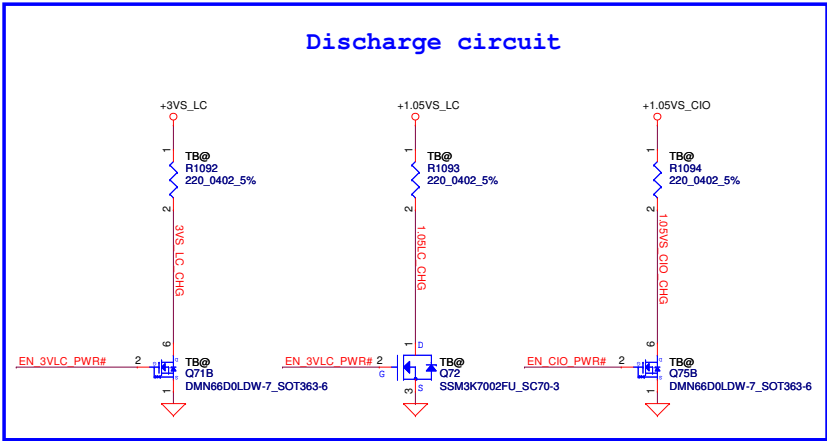 Discharge circuit
+3VS_LC
1
TB@
R1092
220_0402_5%
2
3VS_LC_CHG
EN_3VLC_PWR#
2
6
TB@
Q71B
DMN66D0LDW-7_SOT363-6
1
+1.05VS_LC
1
TB@
R1093
220_0402_5%
2
1.05LC_CHG
EN_3VLC_PWR#
2
G
1
D
TB@
Q72
SSM3K7002FU_SC70-3
3
S
+1.05VS_CIO
1
TB@
R1094
220_0402_5%
2
1.05VS_CIO_CHG
EN_CIO_PWR#
2
6
TB@
Q75B
DMN66D0LDW-7_SOT363-6
1